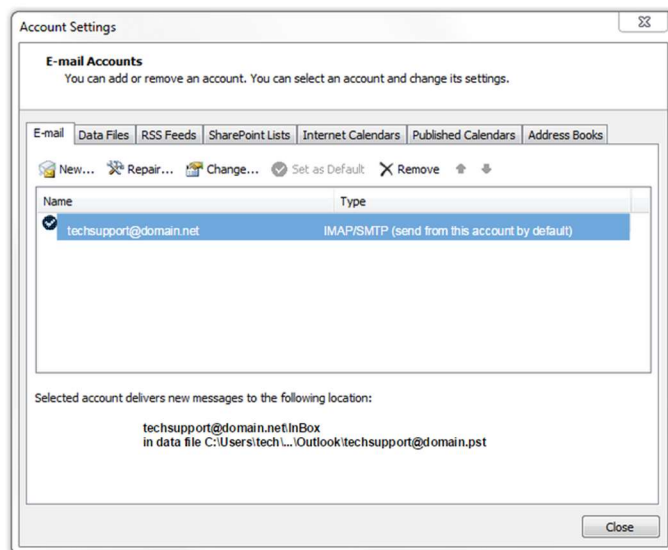 Account Settings
E-mail Accounts
You can add or remove an account. You can select an account and change its settings.
E-mail Data Files RSS Feeds SharePoint Lists Internet Calendars Published Calendars Address Books
New... Repair... Change... Set as Default Remove
Name Type
techsupport@domain.net IMAP/SMTP (send from this account by default)
Selected account delivers new messages to the following location:
techsupport@domain.net\InBox
in data file C:\Users\tech\...\Outlook\techsupport@domain.pst
Close